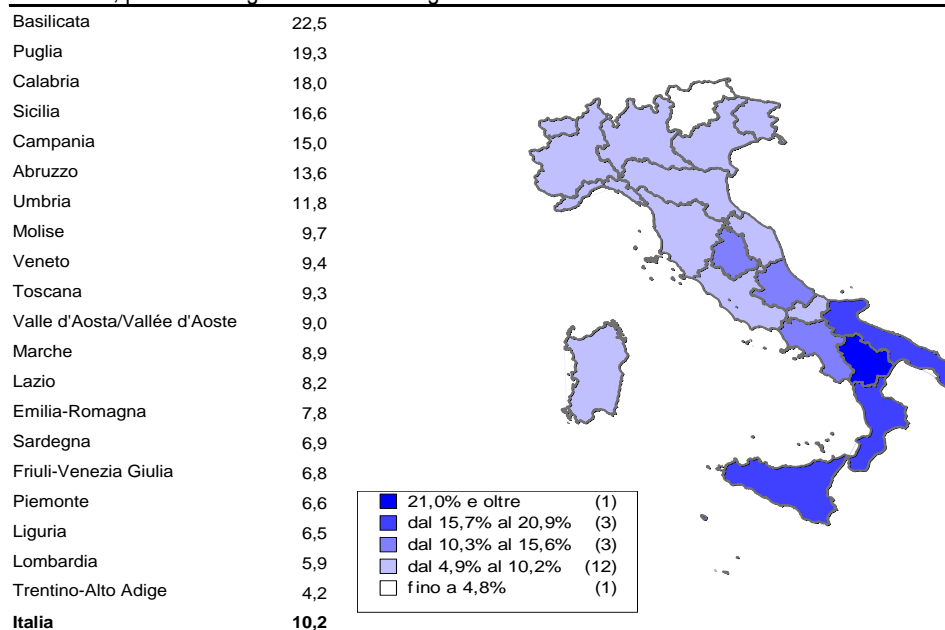 Basilicata 22,5
Puglia 19,3
Calabria 18,0
Sicilia 16,6
Campania 15,0
Abruzzo 13,6
Umbria 11,8
Molise 9,7
Veneto 9,4
Toscana 9,3
Valle d'Aosta/Vallée d'Aoste 9,0
Marche 8,9
Lazio 8,2
Emilia-Romagna 7,8
Sardegna 6,9
Friuli-Venezia Giulia 6,8
Piemonte 6,6
Liguria 6,5
Lombardia 5,9
Trentino-Alto Adige 4,2
Italia 10,2
21,0% e oltre (1)
dal 15,7% al 20,9% (3)
dal 10,3% al 15,6% (3)
dal 4,9% al 10,2% (12)
fino a 4,8% (1)